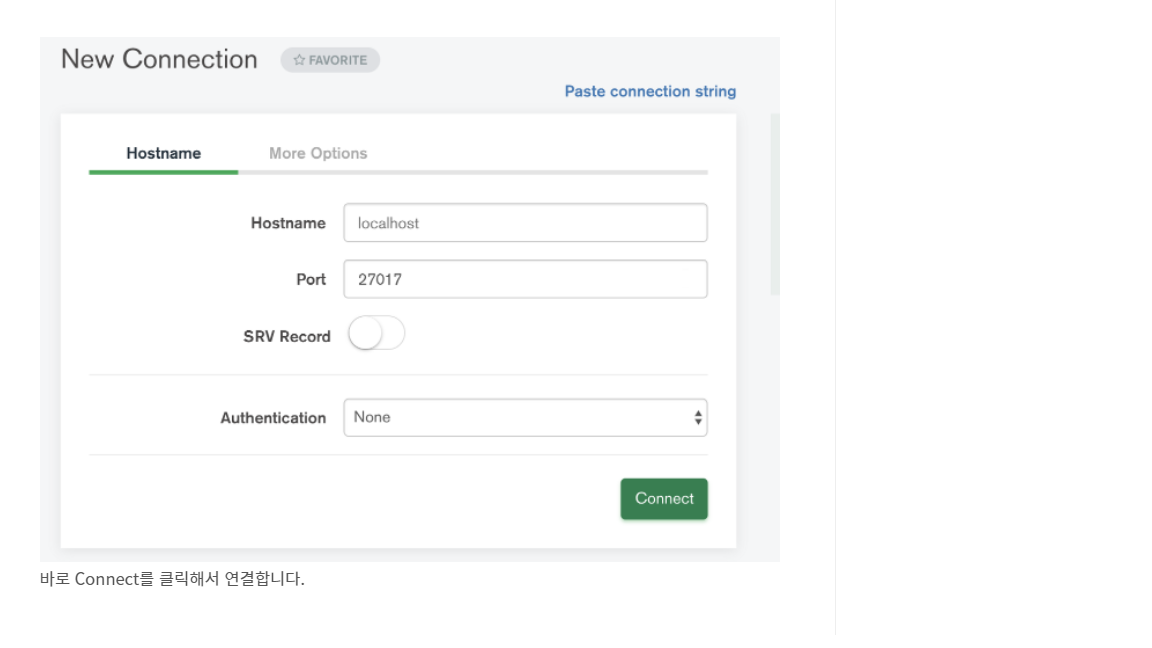 New Connection
☆ FAVORITE
Paste connection string
Hostname
More Options
Hostname
localhost
Port
27017
SRV Record
Authentication
None
Connect
바로 Connect를 클릭해서 연결합니다.